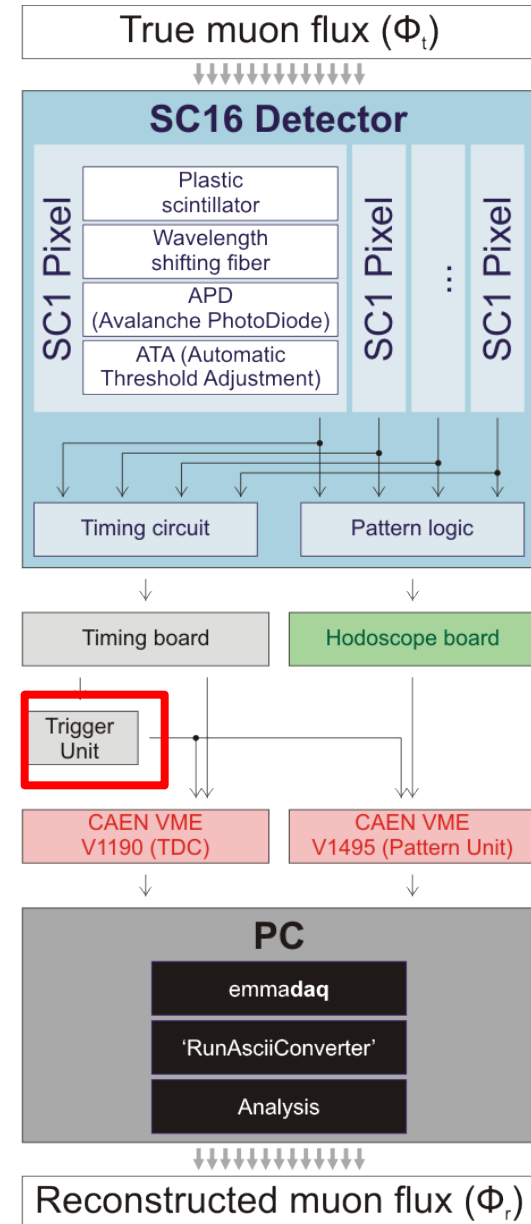 True muon flux (Φt)
SC16 Detector
SC1 Pixel
Plastic
scintillator
Wavelength
shifting fiber
APD
(Avalanche PhotoDiode)
ATA (Automatic
Threshold Adjustment)
SC1 Pixel
...
SC1 Pixel
Timing circuit
Pattern logic
Timing board
Hodoscope board
Trigger
Unit
CAEN VME
V1190 (TDC)
CAEN VME
V1495 (Pattern Unit)
PC
emmadaq
‘RunAsciiConverter’
Analysis
Reconstructed muon flux (Φr)